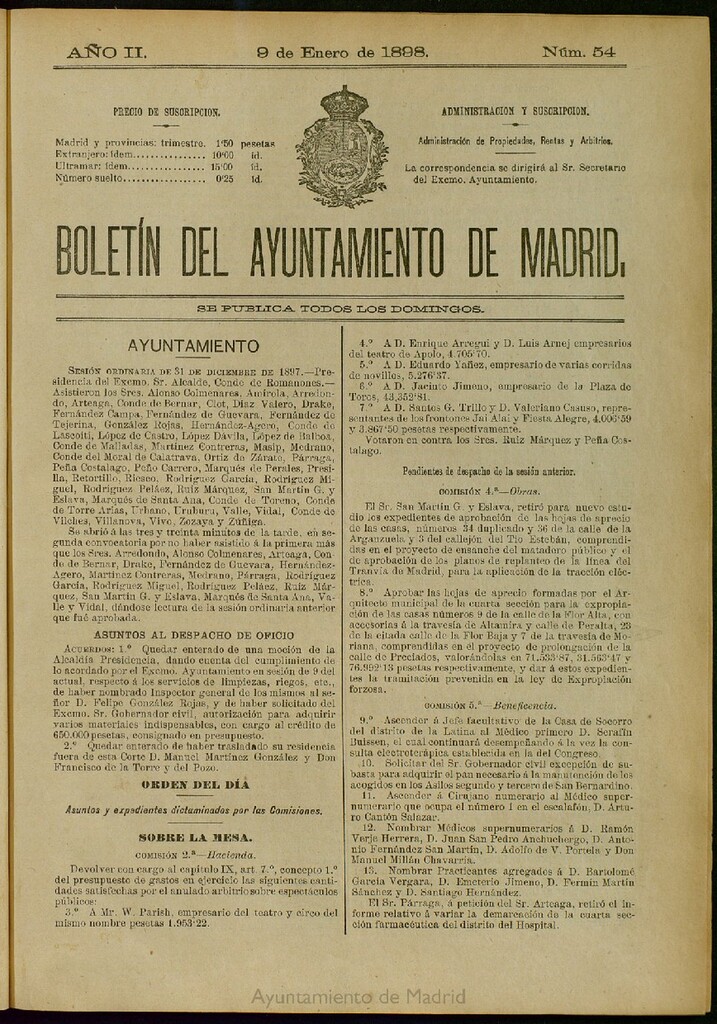 AÑO II.
9 de Enero de 1898.
Núm. 54
PRECIO DE SUSCRIPCION.
Madrid y provincias: trimestre. 1'50 pesetas
Extranjero: ídem............... 10'00 id.
Ultramar: ídem................. 15'00 id.
Número suelto.................. 0'25 id.
ADMINISTRACION Y SUSCRIPCION.
Administración de Propiedades, Rentas y Arbitrios.
La correspondencia se dirigirá al Sr. Secretario
del Excmo. Ayuntamiento.
BOLETÍN DEL AYUNTAMIENTO DE MADRID.
SE PUBLICA TODOS LOS DOMINGOS.
AYUNTAMIENTO
SESIÓN ORDINARIA DE 31 DE DICIEMBRE DE 1897.—Pre-
sidencia del Excmo. Sr. Alcalde, Conde de Romanones.—
Asistieron los Sres. Alonso Colmenares, Amírola, Arredon-
do, Arteaga, Conde de Bernar, Clot, Díaz Valero, Drake,
Fernández Campa, Fernández de Guevara, Fernández de
Tejerina, González Rojas, Hernández-Agero, Conde de
Lascoiti, López de Castro, López Dávila, López de Balboa,
Conde de Malladas, Martínez Contreras, Masip, Medrano,
Conde del Moral de Calatrava, Ortiz de Zárate, Párraga,
Peña Costalago, Peño Carrero, Marqués de Perales, Presi-
lla, Retortillo, Riesco, Rodríguez García, Rodríguez Mi-
guel, Rodríguez Peláez, Ruiz Márquez, San Martín G. y
Eslava, Marqués de Santa Ana, Conde de Toreno, Conde
de Torre Arias, Urbano, Uruburu, Valle, Vidal, Conde de
Vilches, Villanova, Vivo, Zozaya y Zúñiga.
Se abrió á las tres y treinta minutos de la tarde, en se-
gunda convocatoria por no haber asistido á la primera más
que los Sres. Arredondo, Alonso Colmenares, Arteaga, Con-
de de Bernar, Drake, Fernández de Guevara, Hernández-
Agero, Martínez Contreras, Medrano, Párraga, Rodríguez
García, Rodríguez Miguel, Rodríguez Peláez, Ruiz Már-
quez, San Martín G. y Eslava, Marqués de Santa Ana, Va-
lle y Vidal, dándose lectura de la sesión ordinaria anterior
que fué aprobada.
ASUNTOS AL DESPACHO DE OFICIO
ACUERDOS: 1.º Quedar enterado de una moción de la
Alcaldía Presidencia, dando cuenta del cumplimiento de
lo acordado por el Excmo. Ayuntamiento en sesión de 9 del
actual, respecto á los servicios de limpiezas, riegos, etc.,
de haber nombrado Inspector general de los mismos al se-
ñor D. Felipe González Rojas, y de haber solicitado del
Excmo. Sr. Gobernador civil, autorización para adquirir
varios materiales indispensables, con cargo al crédito de
650.000 pesetas, consignado en presupuesto.
2.º Quedar enterado de haber trasladado su residencia
fuera de esta Corte D. Manuel Martínez González y Don
Francisco de la Torre y del Pozo.
ORDEN DEL DÍA
Asuntos y expedientes dictaminados por las Comisiones.
SOBRE LA MESA.
COMISIÓN 2.ª—Hacienda.
Devolver con cargo al capítulo IX, art. 7.º, concepto 1.º
del presupuesto de gastos en ejercicio las siguientes canti-
dades satisfechas por el anulado arbitrio sobre espectáculos
públicos:
3.º A Mr. W. Parish, empresario del teatro y circo del
mismo nombre pesetas 1.953'22.
4.º A D. Enrique Arregui y D. Luis Arnej empresarios
del teatro de Apolo, 4.705'70.
5.º A D. Eduardo Yáñez, empresario de varias corridas
de novillos, 5.276'37.
6.º A D. Jacinto Jimeno, empresario de la Plaza de
Toros, 43.352'81.
7.º A D. Santos G. Trillo y D. Valeriano Casuso, repre-
sentantes de los frontones Jai Alai y Fiesta Alegre, 4.006'59
y 3.867'50 pesetas respectivamente.
Votaron en contra los Sres. Ruiz Márquez y Peña Cos-
talago.
Pendientes de despacho de la sesión anterior.
COMISIÓN 4.ª—Obras.
El Sr. San Martín G. y Eslava, retiró para nuevo estu-
dio los expedientes de aprobación de las hojas de aprecio
de las casas, números 34 duplicado y 36 de la calle de la
Arganzuela y 3 del callejón del Tío Esteban, comprendi-
das en el proyecto de ensanche del matadero público y el
de aprobación de los planos de replanteo de la línea del
Tranvía de Madrid, para la aplicación de la tracción eléc-
trica.
8.º Aprobar las hojas de aprecio formadas por el Ar-
quitecto municipal de la cuarta sección para la expropia-
ción de las casas números 9 de la calle de la Flor Alta, con
accesorias á la travesía de Altamira y calle de Peralta, 23
de la citada calle de la Flor Baja y 7 de la travesía de Mo-
riana, comprendidas en el proyecto de prolongación de la
calle de Preciados, valorándolas en 71.533'87, 31.563'47 y
76.992'13 pesetas respectivamente, y dar á estos expedien-
tes la tramitación prevenida en la ley de Expropiación
forzosa.
COMISIÓN 5.ª—Beneficencia.
9.º Ascender á Jefe facultativo de la Casa de Socorro
del distrito de la Latina al Médico primero D. Serafín
Buissen, el cual continuará desempeñando á la vez la con-
sulta electroterápica establecida en la del Congreso.
10. Solicitar del Sr. Gobernador civil excepción de su-
basta para adquirir el pan necesario á la manutención de los
acogidos en los Asilos segundo y tercero de San Bernardino.
11. Ascender á Cirujano numerario al Médico super-
numerario que ocupa el número 1 en el escalafón, D. Artu-
ro Cantón Salazar.
12. Nombrar Médicos supernumerarios á D. Ramón
Verje Herrera, D. Juan San Pedro Anchuchergo, D. Anto-
nio Fernández San Martín, D. Adolfo de V. Portela y Don
Manuel Millán Chavarria.
13. Nombrar Practicantes agregados á D. Bartolomé
García Vergara, D. Emeterio Jimeno, D. Fermín Martín
Sánchez y D. Santiago Hernández.
El Sr. Párraga, á petición del Sr. Arteaga, retiró el in-
forme relativo á variar la demarcación de la cuarta sec-
ción farmacéutica del distrito del Hospital.
Ayuntamiento de Madrid